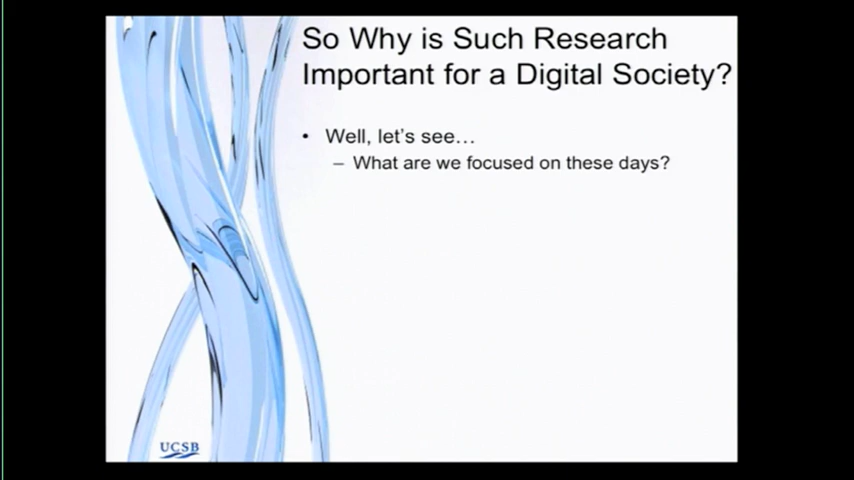 So Why is Such Research
Important for a Digital Society?
• Well, let's see…
– What are we focused on these days?
UCSB